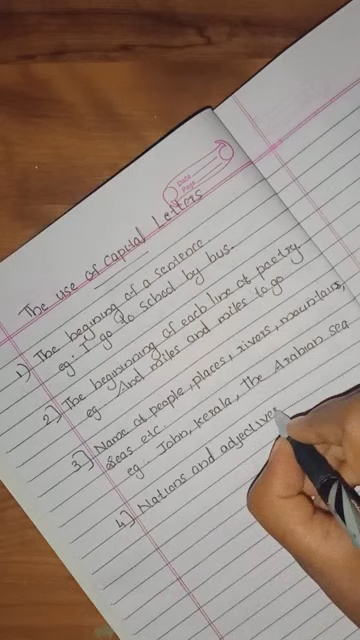 Date
Page
The use of capital Letters
1) The begining of a sentence
eg: I go to school by bus.
2) The beginning of each line of poetry
eg And miles and miles to go
3) Name of people, places, rivers, mountains,
seas etc.
eg John, Kerala, The Arabian sea
4) Nations and adjective